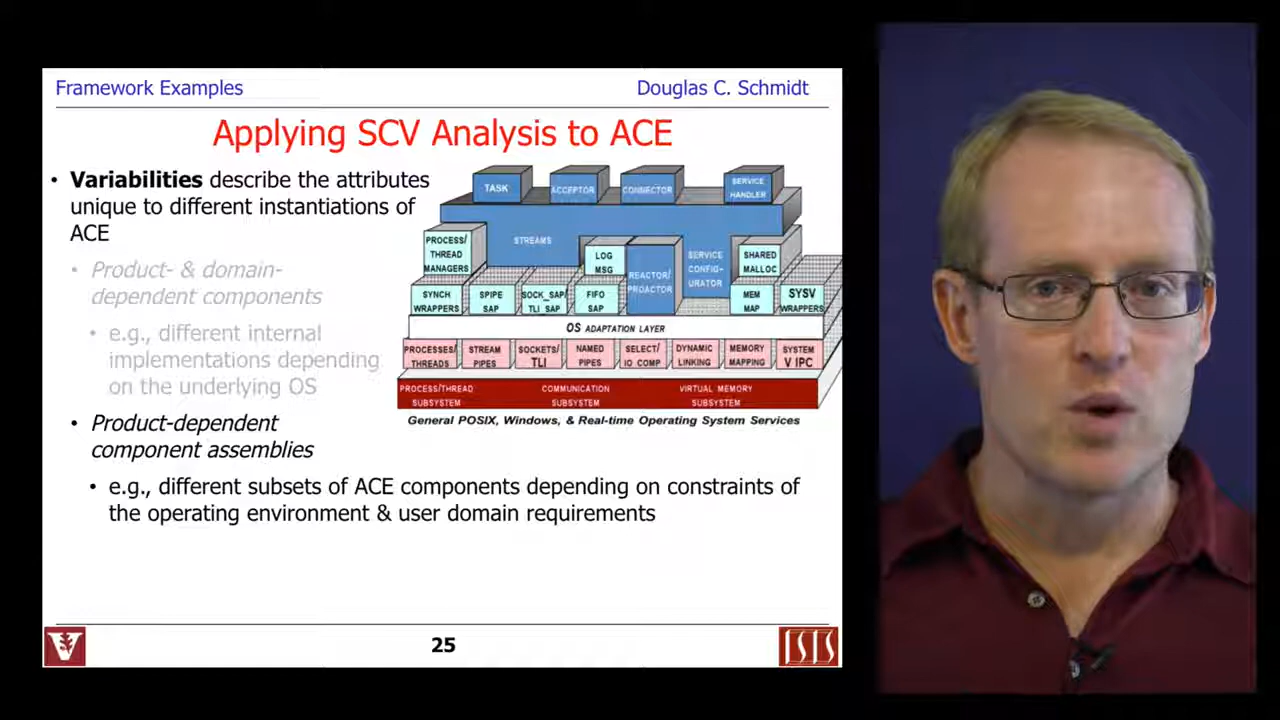 Framework Examples
Douglas C. Schmidt
Applying SCV Analysis to ACE
• Variabilities describe the attributes
unique to different instantiations of
ACE
• Product- & domain-
dependent components
• e.g., different internal
implementations depending
on the underlying OS
• Product-dependent
component assemblies
• e.g., different subsets of ACE components depending on constraints of
the operating environment & user domain requirements
TASK
ACCEPTOR
CONNECTOR
SERVICE
HANDLER
STREAMS
PROCESS/
THREAD
MANAGERS
LOG
MSG
REACTOR/
PROACTOR
SERVICE
CONFIG-
URATOR
SHARED
MALLOC
SYNCH
WRAPPERS
SPIPE
SAP
SOCK_SAP/
TLI_SAP
FIFO
SAP
MEM
MAP
SYSV
WRAPPERS
OS ADAPTATION LAYER
PROCESSES/
THREADS
STREAM
PIPES
SOCKETS/
TLI
NAMED
PIPES
SELECT/
IO COMP
DYNAMIC
LINKING
MEMORY
MAPPING
SYSTEM
V IPC
PROCESS/THREAD
SUBSYSTEM
COMMUNICATION
SUBSYSTEM
VIRTUAL MEMORY
SUBSYSTEM
General POSIX, Windows, & Real-time Operating System Services
V
25
ISIS